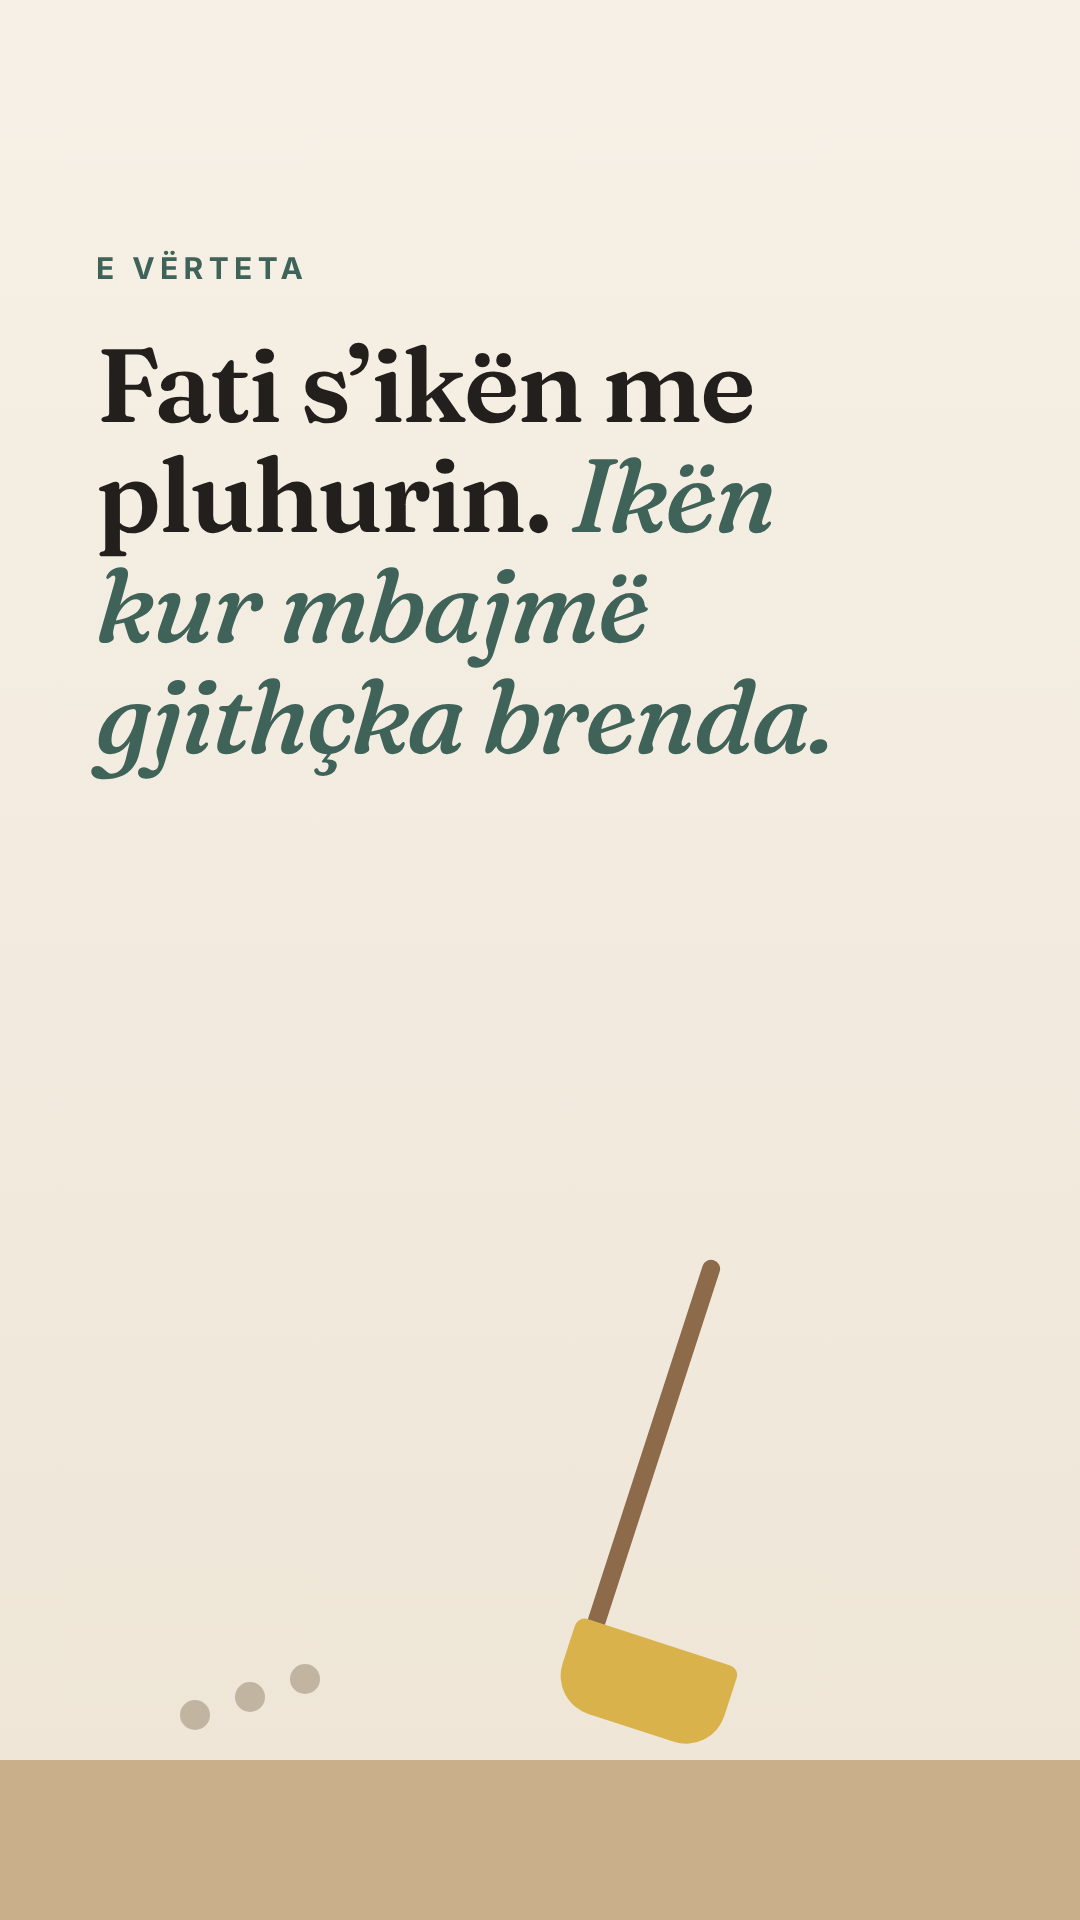 E VËRTETA
Fati s’ikën me
pluhurin. Ikën
kur mbajmë
gjithçka brenda.